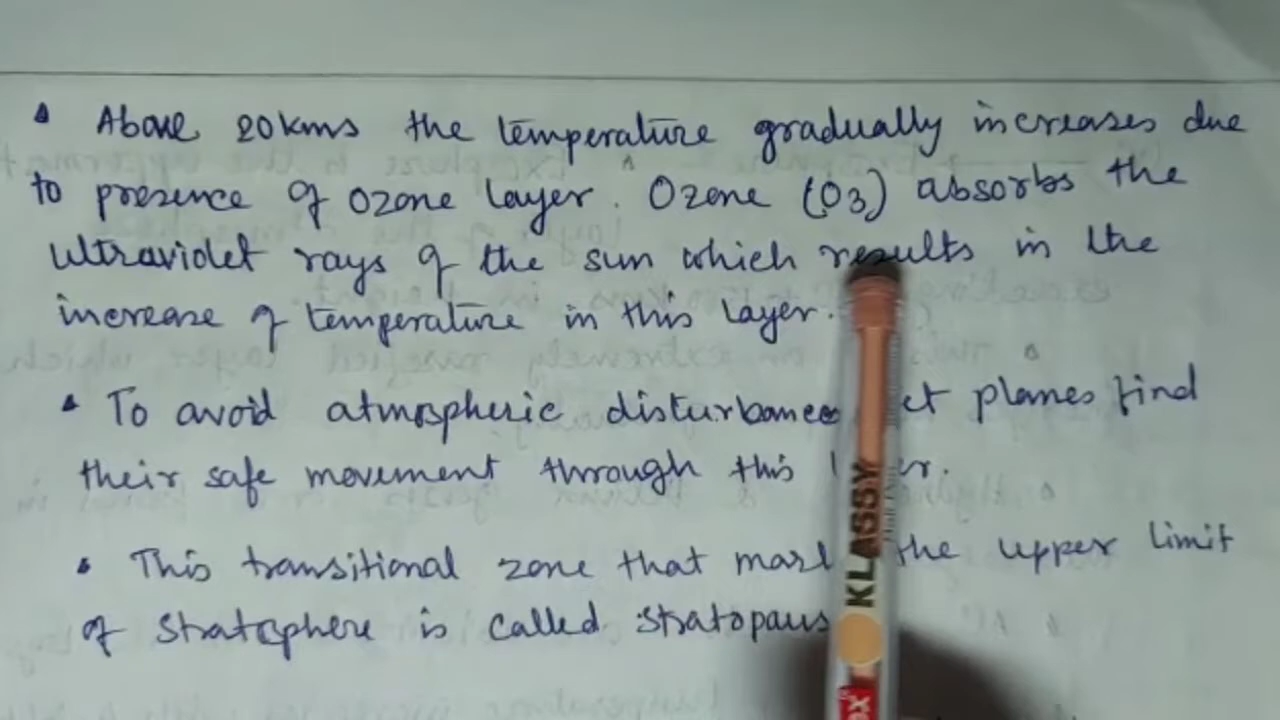 Above 20kms the temperature gradually increases due
to presence of Ozone layer. Ozone (O3) absorbs the
ultraviolet rays of the sun which results in the
increase of temperature in this layer.
To avoid atmospheric disturbances planes find
their safe movement through this
This transitional zone that the upper limit
of stratosphere is called
KLASSY